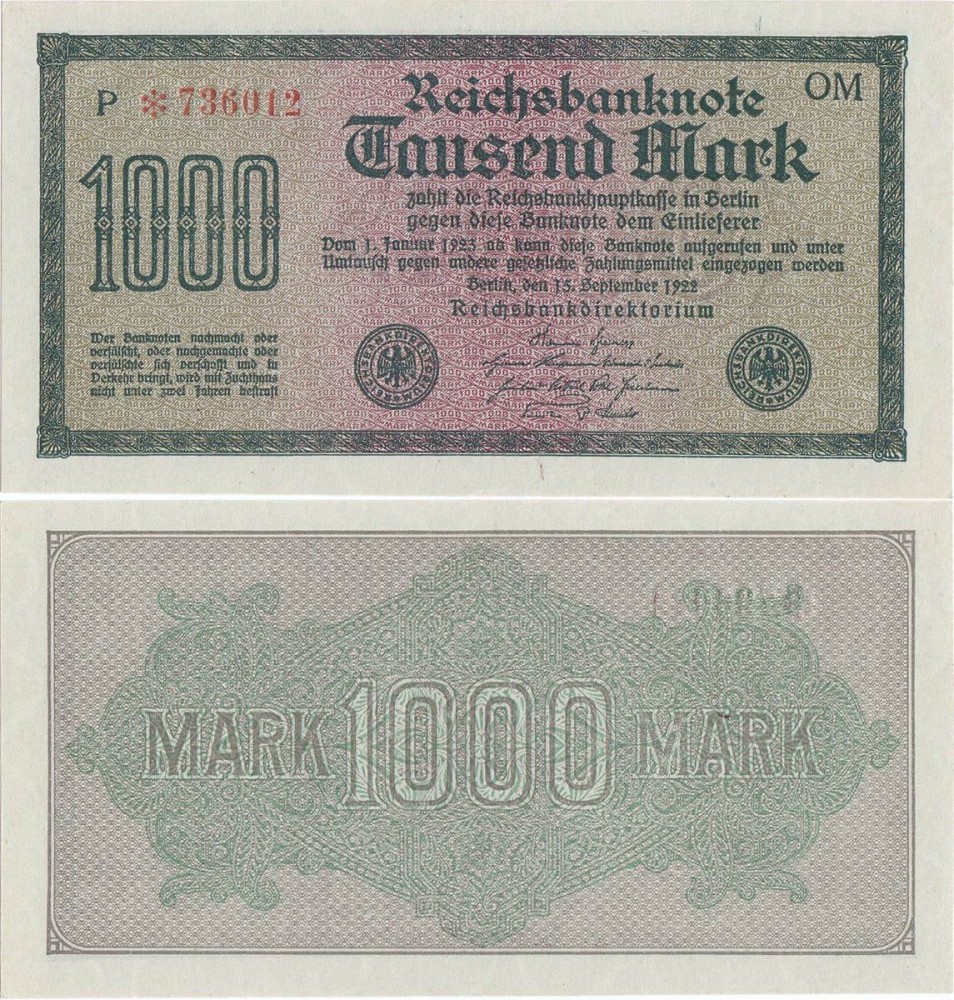 P *736012
OM
Reichsbanknote
Tausend Mark
zahlt die Reichsbankhauptkasse in Berlin
gegen diese Banknote dem Einlieferer
Vom 1. Januar 1923 ab kann diese Banknote aufgerufen und unter
Umtausch gegen andere gesetzliche Zahlungsmittel eingezogen werden
Berlin, den 15. September 1922
Reichsbankdirektorium
1000
Wer Banknoten nachmacht oder
verfälscht, oder nachgemachte oder
verfälschte sich verschafft und in
Verkehr bringt, wird mit Zuchthaus
nicht unter zwei Jahren bestraft
REICHSBANKDIREKTORIUM
REICHSBANKDIREKTORIUM
MARK 1000 MARK